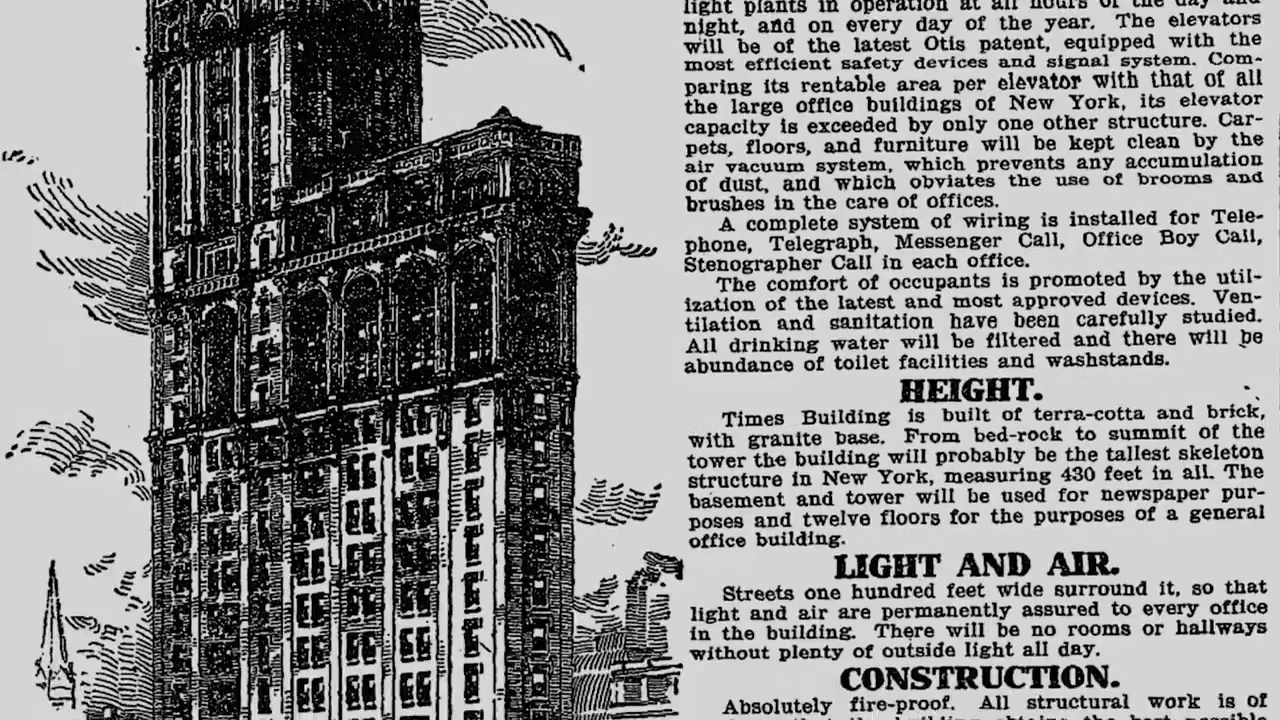 light plants in operation at all hours of the day and
night, and on every day of the year. The elevators
will be of the latest Otis patent, equipped with the
most efficient safety devices and signal system. Com-
paring its rentable area per elevator with that of all
the large office buildings of New York, its elevator
capacity is exceeded by only one other structure. Car-
pets, floors, and furniture will be kept clean by the
air vacuum system, which prevents any accumulation
of dust, and which obviates the use of brooms and
brushes in the care of offices.
A complete system of wiring is installed for Tele-
phone, Telegraph, Messenger Call, Office Boy Call,
Stenographer Call in each office.
The comfort of occupants is promoted by the util-
ization of the latest and most approved devices. Ven-
tilation and sanitation have been carefully studied.
All drinking water will be filtered and there will be
abundance of toilet facilities and washstands.
HEIGHT.
Times Building is built of terra-cotta and brick,
with granite base. From bed-rock to summit of the
tower the building will probably be the tallest skeleton
structure in New York, measuring 430 feet in all. The
basement and tower will be used for newspaper pur-
poses and twelve floors for the purposes of a general
office building.
LIGHT AND AIR.
Streets one hundred feet wide surround it, so that
light and air are permanently assured to every office
in the building. There will be no rooms or hallways
without plenty of outside light all day.
CONSTRUCTION.
Absolutely fire-proof. All structural work is of